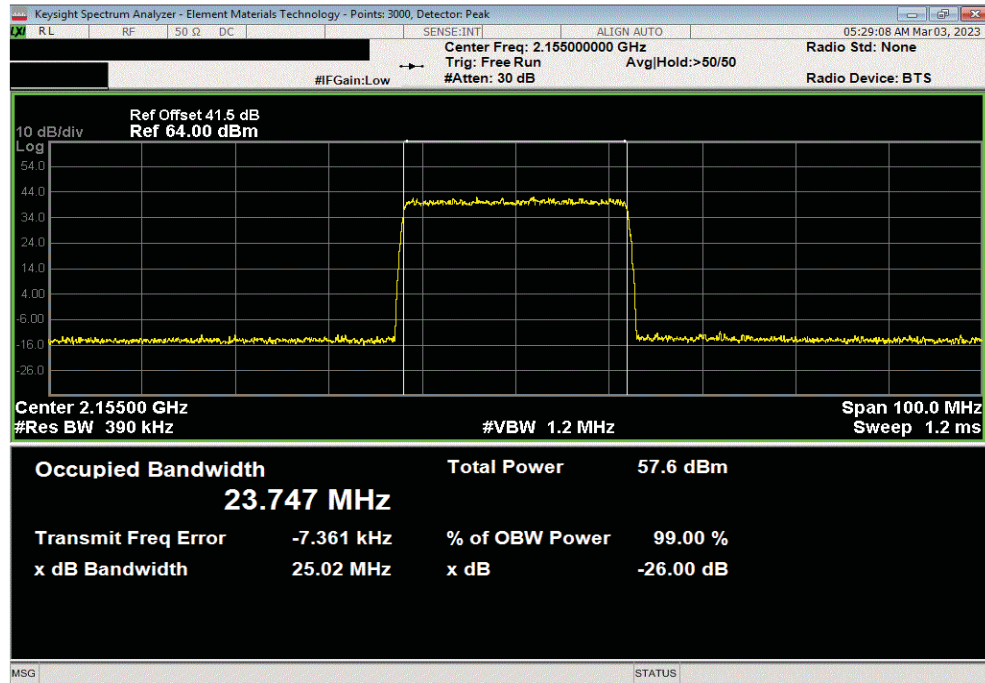 Keysight Spectrum Analyzer - Element Materials Technology - Points: 3000, Detector: Peak
LXI RL RF 50 Ω DC SENSE:INT ALIGN AUTO 05:29:08 AM Mar 03, 2023
Center Freq: 2.155000000 GHz Radio Std: None
Trig: Free Run Avg|Hold:>50/50
#IFGain:Low #Atten: 30 dB Radio Device: BTS
Ref Offset 41.5 dB
10 dB/div Ref 64.00 dBm
Log
54.0
44.0
34.0
24.0
14.0
4.00
-6.00
-16.0
-26.0
Center 2.15500 GHz Span 100.0 MHz
#Res BW 390 kHz #VBW 1.2 MHz Sweep 1.2 ms
Occupied Bandwidth Total Power 57.6 dBm
23.747 MHz
Transmit Freq Error -7.361 kHz % of OBW Power 99.00 %
x dB Bandwidth 25.02 MHz x dB -26.00 dB
MSG STATUS